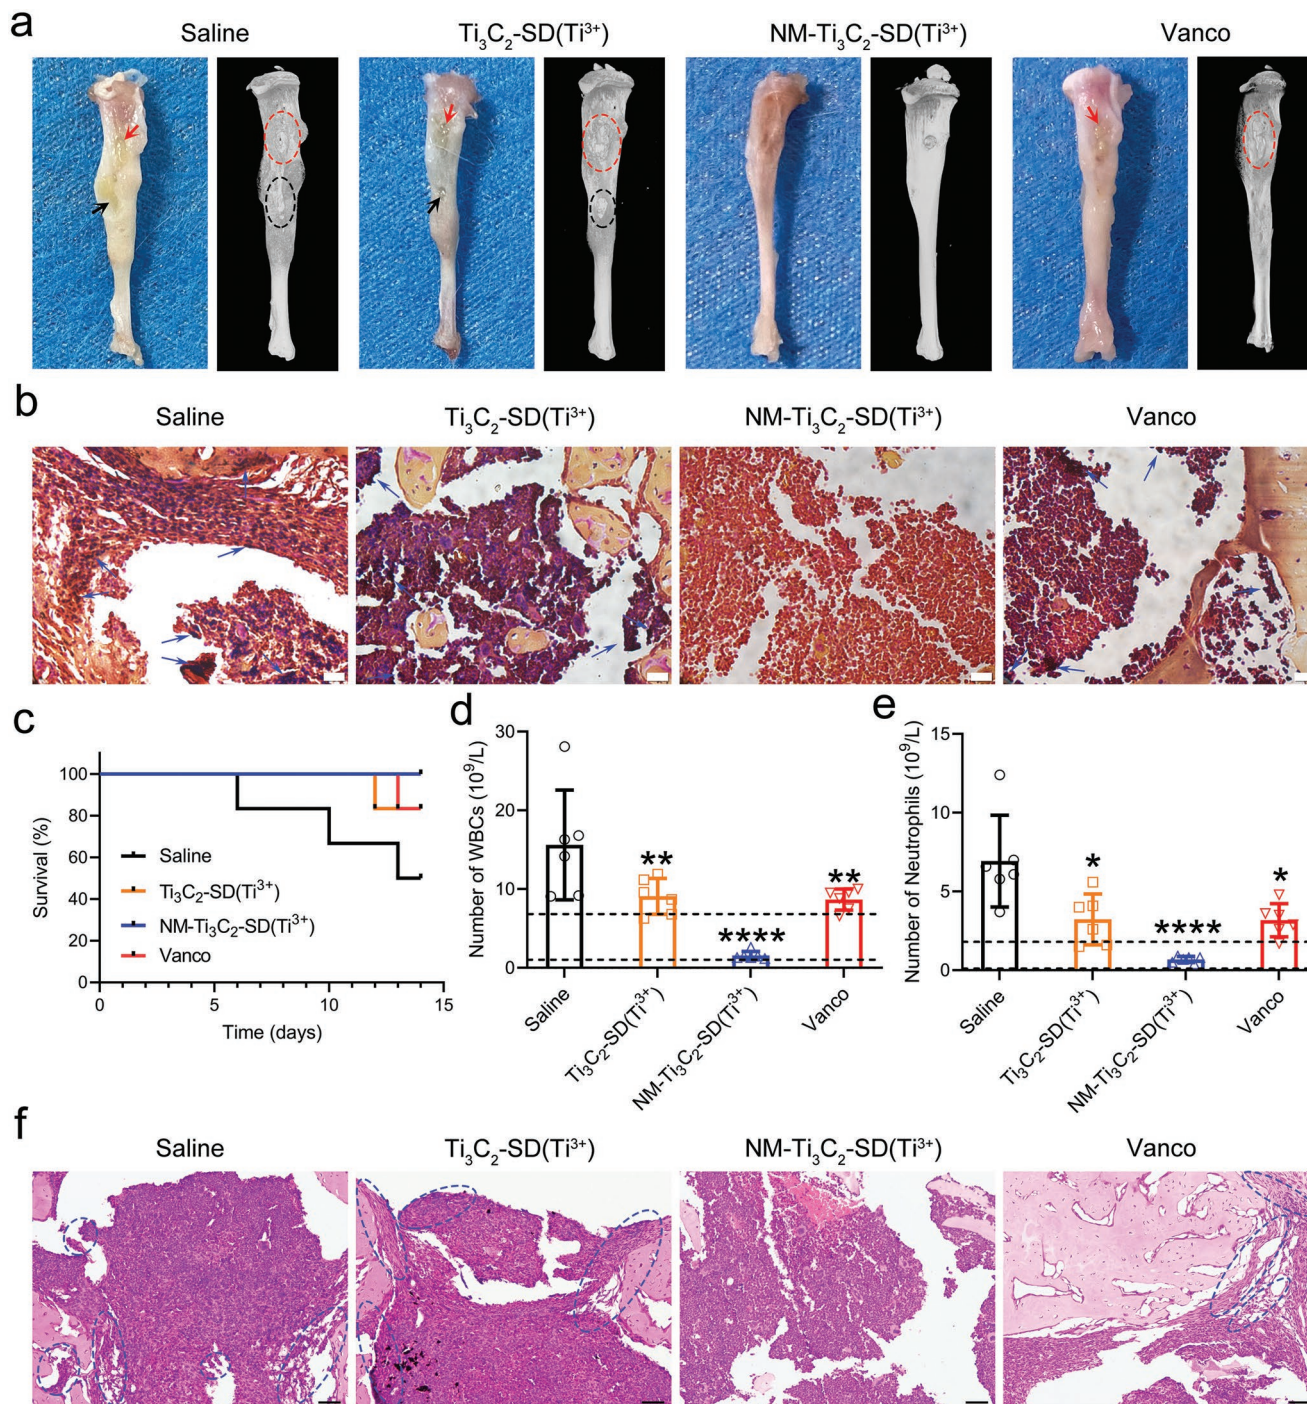 a
Saline
Ti₃C₂-SD(Ti³⁺)
NM-Ti₃C₂-SD(Ti³⁺)
Vanco
b
Saline
Ti₃C₂-SD(Ti³⁺)
NM-Ti₃C₂-SD(Ti³⁺)
Vanco
c
Survival (%)
100
80
60
40
20
0
Saline
Ti₃C₂-SD(Ti³⁺)
NM-Ti₃C₂-SD(Ti³⁺)
Vanco
0 5 10 15
Time (days)
d
Number of WBCs (10⁹/L)
30
20
10
0
**
****
**
Saline
Ti₃C₂-SD(Ti³⁺)
NM-Ti₃C₂-SD(Ti³⁺)
Vanco
e
Number of Neutrophils (10⁹/L)
15
10
5
0
*
****
*
Saline
Ti₃C₂-SD(Ti³⁺)
NM-Ti₃C₂-SD(Ti³⁺)
Vanco
f
Saline
Ti₃C₂-SD(Ti³⁺)
NM-Ti₃C₂-SD(Ti³⁺)
Vanco